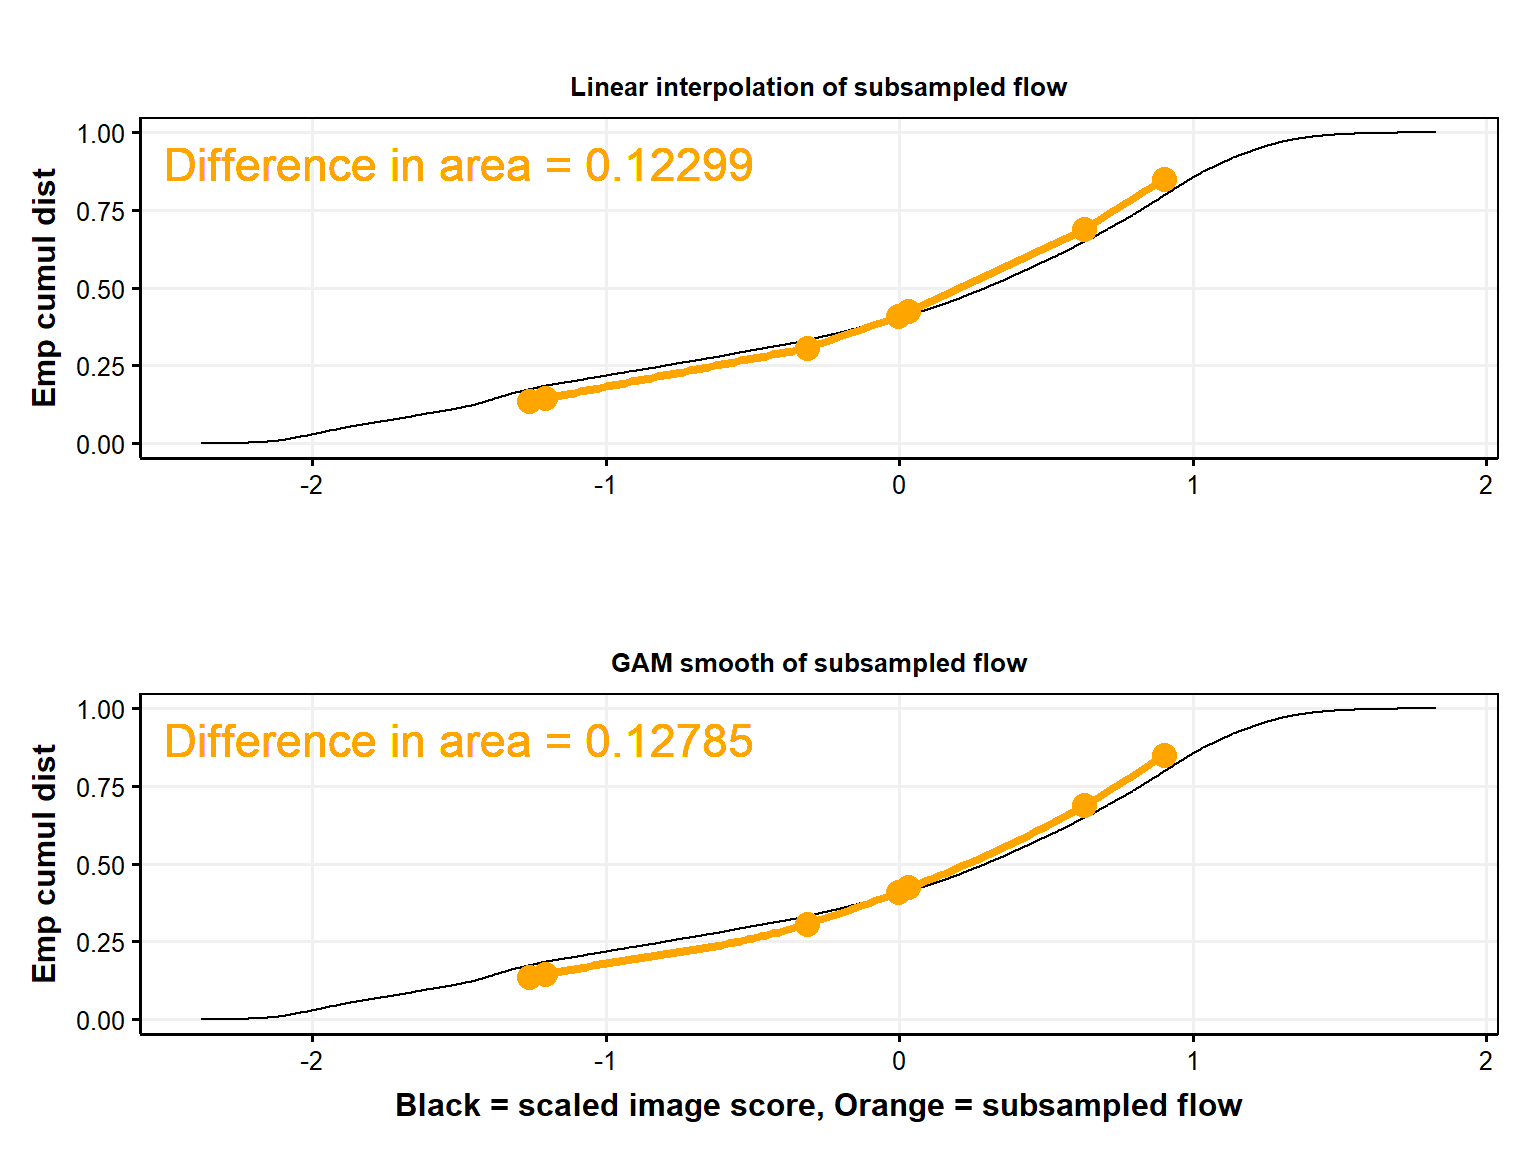 Linear interpolation of subsampled flow
Difference in area = 0.12299
Emp cumul dist
1.00
0.75
0.50
0.25
0.00
-2 -1 0 1 2
GAM smooth of subsampled flow
Difference in area = 0.12785
Emp cumul dist
1.00
0.75
0.50
0.25
0.00
-2 -1 0 1 2
Black = scaled image score, Orange = subsampled flow